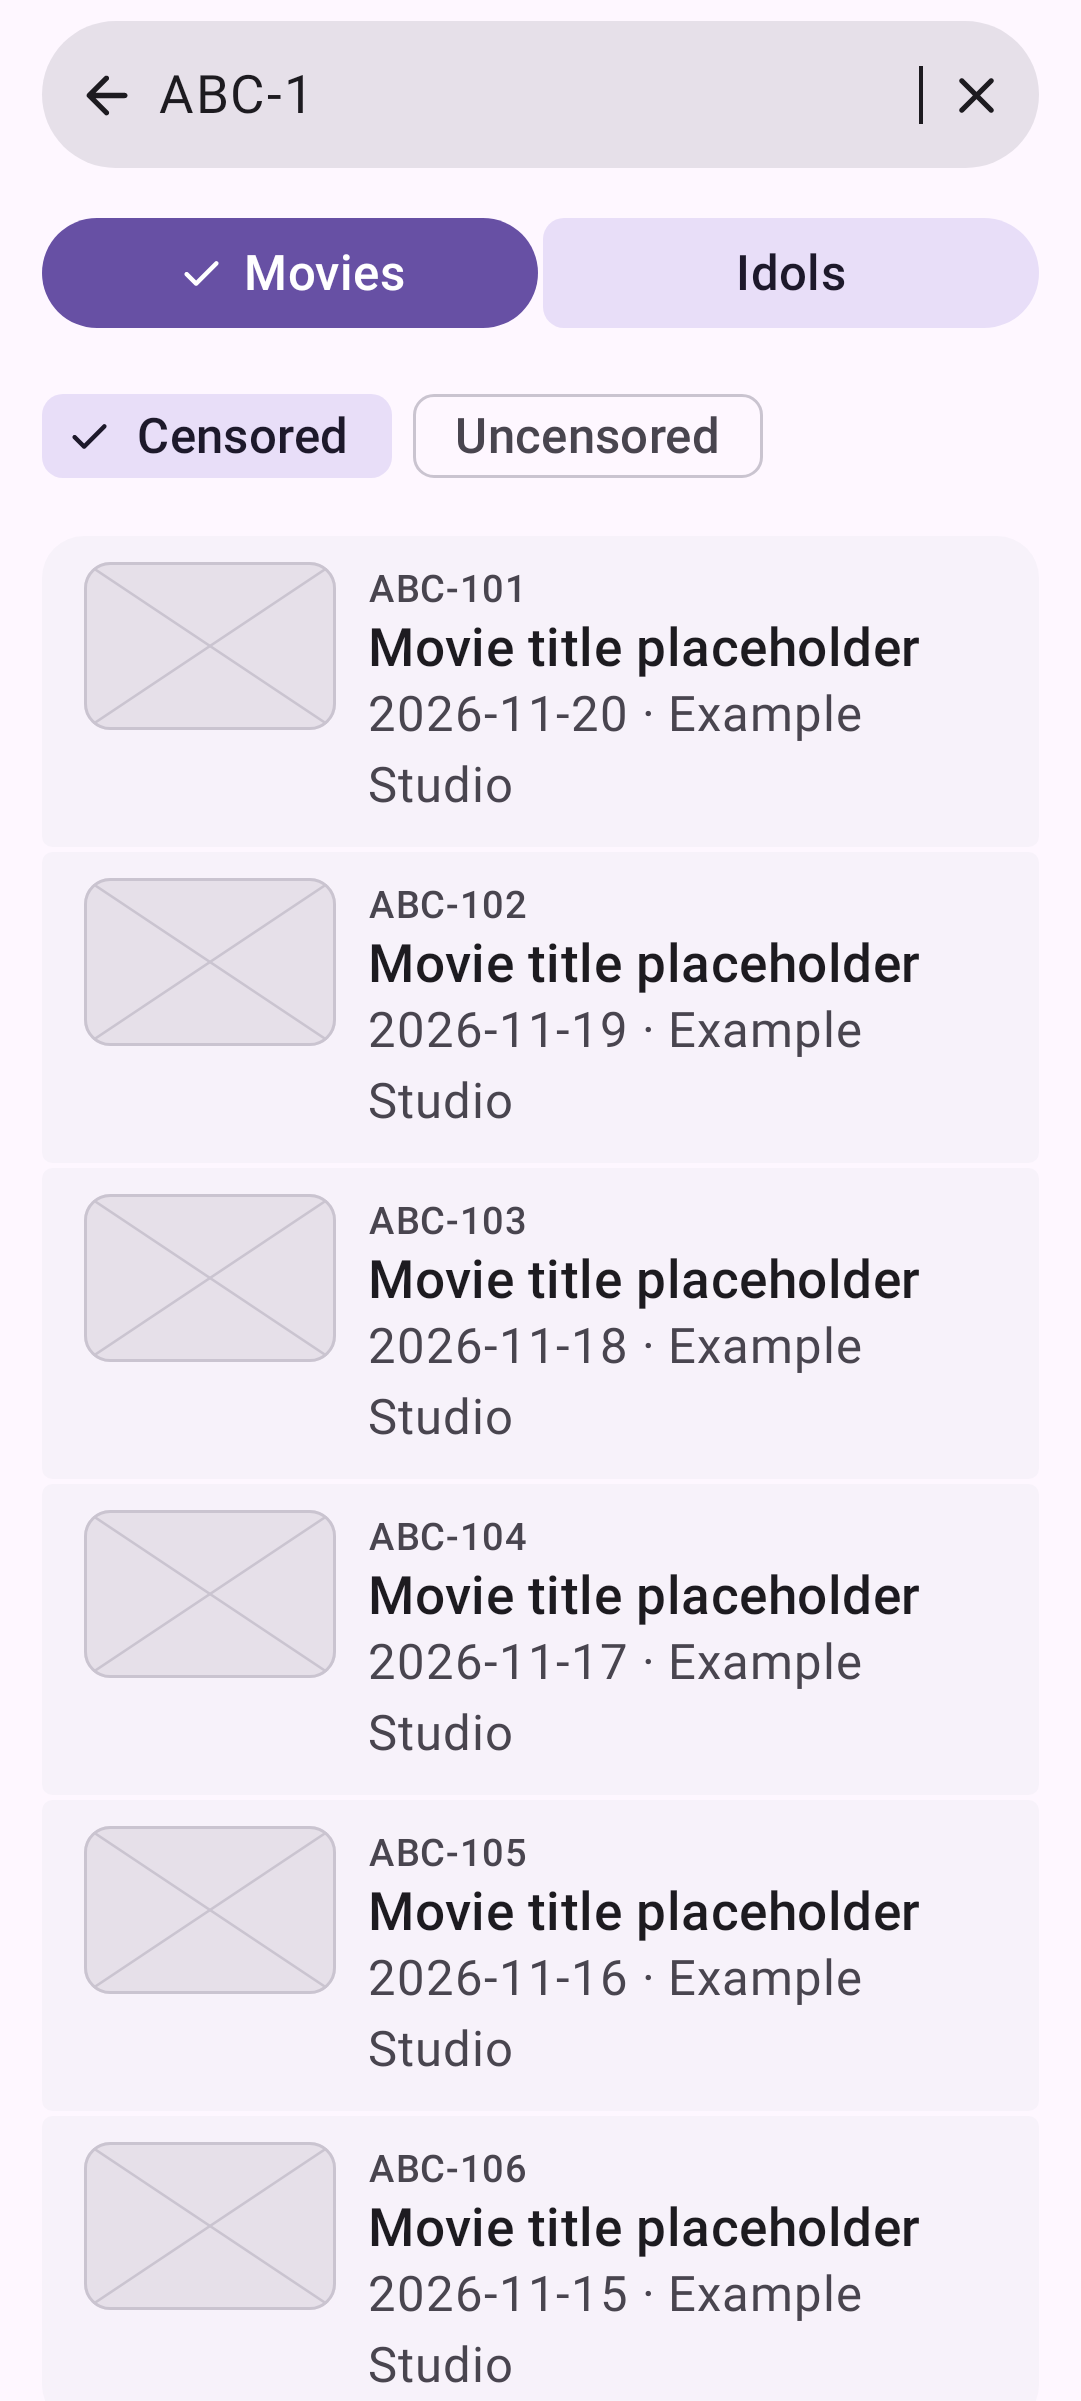 ABC-1
Movies
Idols
Censored
Uncensored
ABC-101
Movie title placeholder
2026-11-20 · Example
Studio
ABC-102
Movie title placeholder
2026-11-19 · Example
Studio
ABC-103
Movie title placeholder
2026-11-18 · Example
Studio
ABC-104
Movie title placeholder
2026-11-17 · Example
Studio
ABC-105
Movie title placeholder
2026-11-16 · Example
Studio
ABC-106
Movie title placeholder
2026-11-15 · Example
Studio